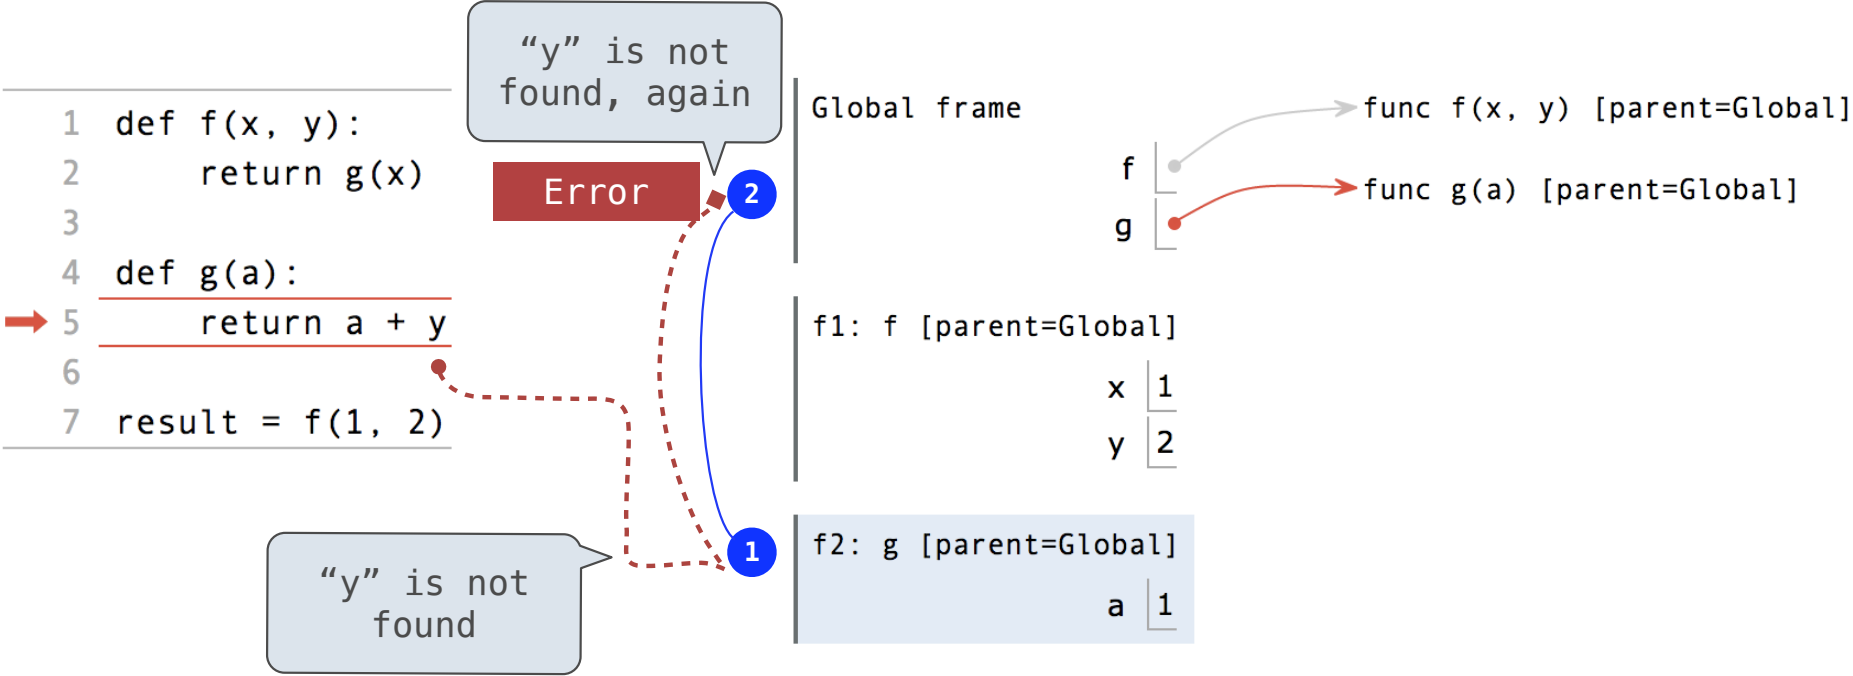 “y” is not
found, again
1 def f(x, y):
2 return g(x)
3
4 def g(a):
5 return a + y
6
7 result = f(1, 2)
Error
2
“y” is not
found
1
Global frame
f
g
func f(x, y) [parent=Global]
func g(a) [parent=Global]
f1: f [parent=Global]
x 1
y 2
f2: g [parent=Global]
a 1